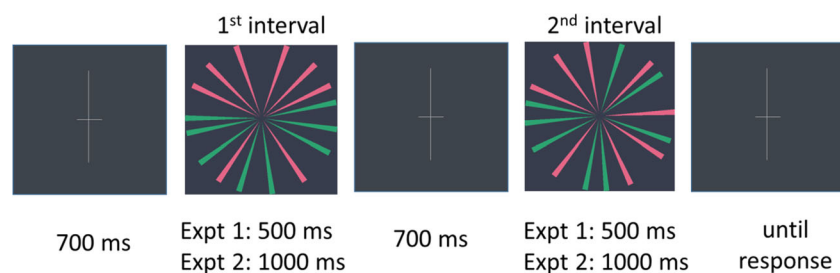 1st interval
2nd interval
700 ms
Expt 1: 500 ms
Expt 2: 1000 ms
700 ms
Expt 1: 500 ms
Expt 2: 1000 ms
until
response